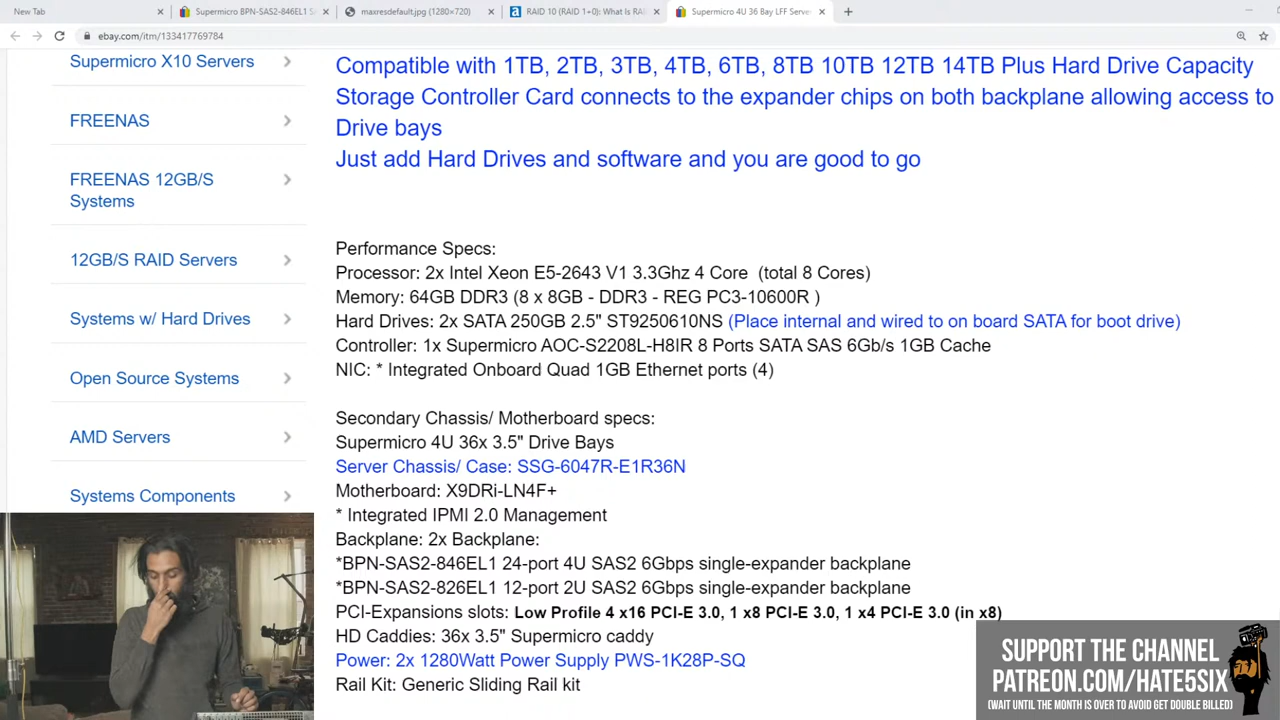 New Tab
Supermicro BPN-SAS2-846EL1 S
maxresdefault.jpg (1280×720)
RAID 10 (RAID 1+0): What Is RAI
Supermicro 4U 36 Bay LFF Server
ebay.com/itm/133417769784
Supermicro X10 Servers
FREENAS
FREENAS 12GB/S
Systems
12GB/S RAID Servers
Systems w/ Hard Drives
Open Source Systems
AMD Servers
Systems Components
Compatible with 1TB, 2TB, 3TB, 4TB, 6TB, 8TB 10TB 12TB 14TB Plus Hard Drive Capacity
Storage Controller Card connects to the expander chips on both backplane allowing access to
Drive bays
Just add Hard Drives and software and you are good to go
Performance Specs:
Processor: 2x Intel Xeon E5-2643 V1 3.3Ghz 4 Core (total 8 Cores)
Memory: 64GB DDR3 (8 x 8GB - DDR3 - REG PC3-10600R )
Hard Drives: 2x SATA 250GB 2.5" ST9250610NS (Place internal and wired to on board SATA for boot drive)
Controller: 1x Supermicro AOC-S2208L-H8IR 8 Ports SATA SAS 6Gb/s 1GB Cache
NIC: * Integrated Onboard Quad 1GB Ethernet ports (4)
Secondary Chassis/ Motherboard specs:
Supermicro 4U 36x 3.5" Drive Bays
Server Chassis/ Case: SSG-6047R-E1R36N
Motherboard: X9DRi-LN4F+
* Integrated IPMI 2.0 Management
Backplane: 2x Backplane:
*BPN-SAS2-846EL1 24-port 4U SAS2 6Gbps single-expander backplane
*BPN-SAS2-826EL1 12-port 2U SAS2 6Gbps single-expander backplane
PCI-Expansions slots: Low Profile 4 x16 PCI-E 3.0, 1 x8 PCI-E 3.0, 1 x4 PCI-E 3.0 (in x8)
HD Caddies: 36x 3.5" Supermicro caddy
Power: 2x 1280Watt Power Supply PWS-1K28P-SQ
Rail Kit: Generic Sliding Rail kit
SUPPORT THE CHANNEL
PATREON.COM/HATE5SIX
(WAIT UNTIL THE MONTH IS OVER TO AVOID GET DOUBLE BILLED)